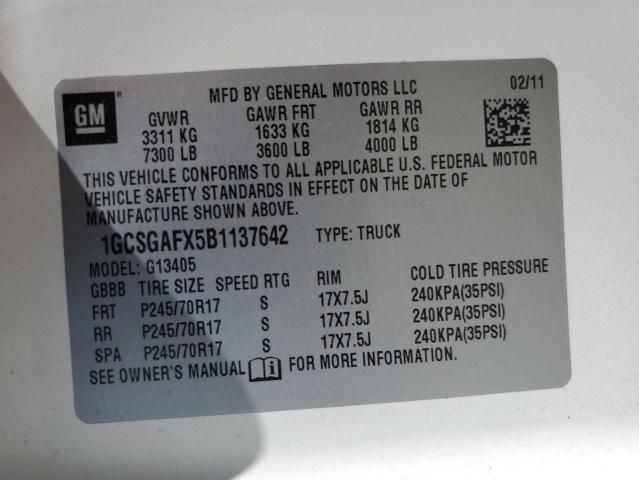 GM
MFD BY GENERAL MOTORS LLC 02/11
GVWR GAWR FRT GAWR RR
3311 KG 1633 KG 1814 KG
7300 LB 3600 LB 4000 LB
THIS VEHICLE CONFORMS TO ALL APPLICABLE U.S. FEDERAL MOTOR
VEHICLE SAFETY STANDARDS IN EFFECT ON THE DATE OF
MANUFACTURE SHOWN ABOVE.
1GCSGAFX5B1137642 TYPE: TRUCK
MODEL: G13405
GBBB TIRE SIZE SPEED RTG RIM COLD TIRE PRESSURE
FRT P245/70R17 S 17X7.5J 240KPA(35PSI)
RR P245/70R17 S 17X7.5J 240KPA(35PSI)
SPA P245/70R17 S 17X7.5J 240KPA(35PSI)
SEE OWNER'S MANUAL FOR MORE INFORMATION.